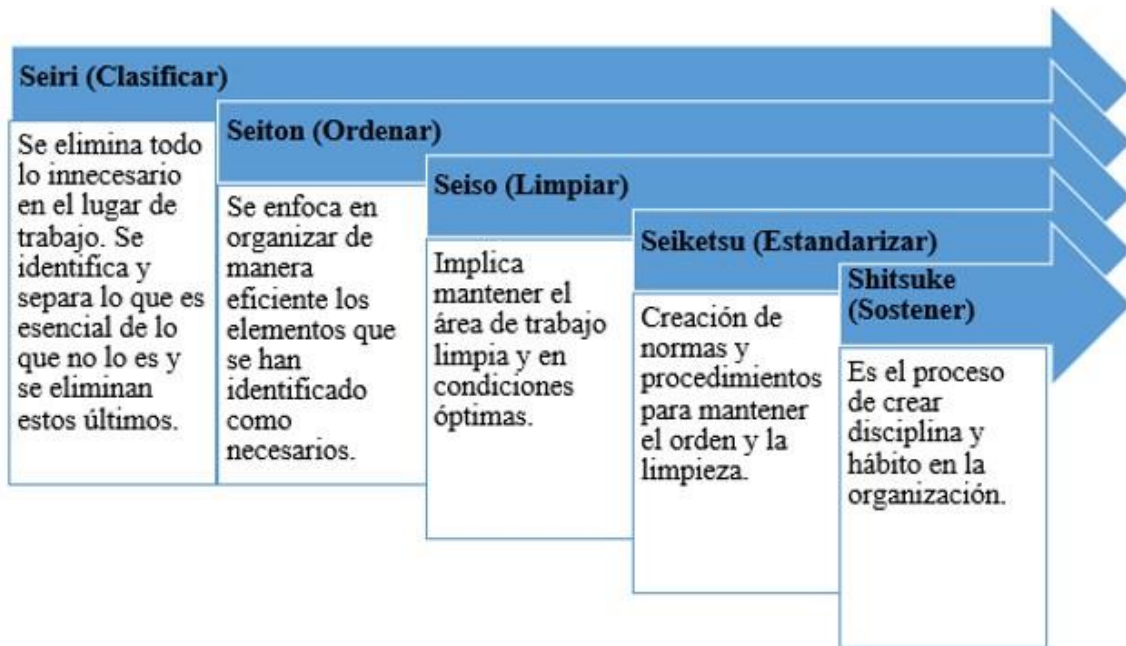 Seiri (Clasificar)
Se elimina todo
lo innecesario
en el lugar de
trabajo. Se
identifica y
separa lo que es
esencial de lo
que no lo es y
se eliminan
estos últimos.
Seiton (Ordenar)
Se enfoca en
organizar de
manera
eficiente los
elementos que
se han
identificado
como
necesarios.
Seiso (Limpiar)
Implica
mantener el
área de trabajo
limpia y en
condiciones
óptimas.
Seiketsu (Estandarizar)
Creación de
normas y
procedimientos
para mantener
el orden y la
limpieza.
Shitsuke
(Sostener)
Es el proceso
de crear
disciplina y
hábito en la
organización.